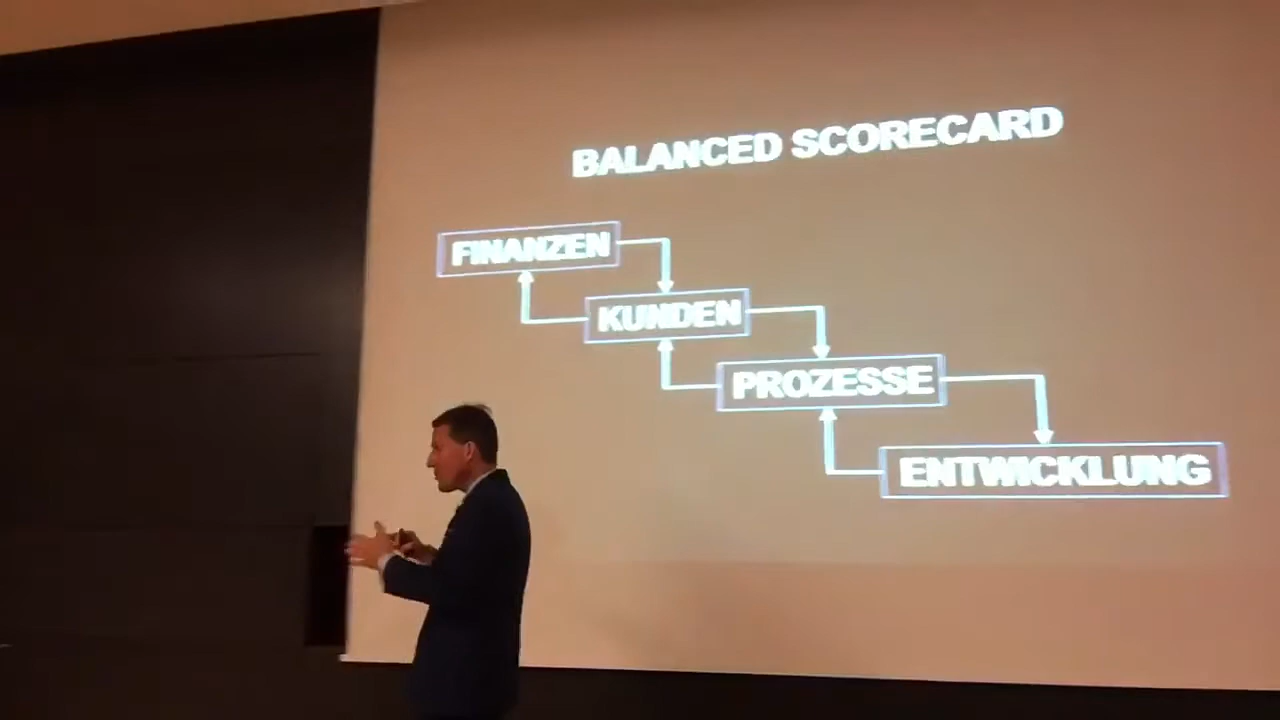 BALANCED SCORECARD
FINANZEN
KUNDEN
PROZESSE
ENTWICKLUNG